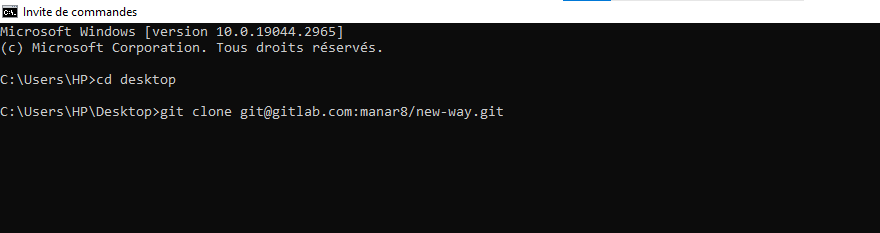 Invite de commandes
Microsoft Windows [version 10.0.19044.2965]
(c) Microsoft Corporation. Tous droits réservés.
C:\Users\HP>cd desktop
C:\Users\HP\Desktop>git clone git@gitlab.com:manar8/new-way.git